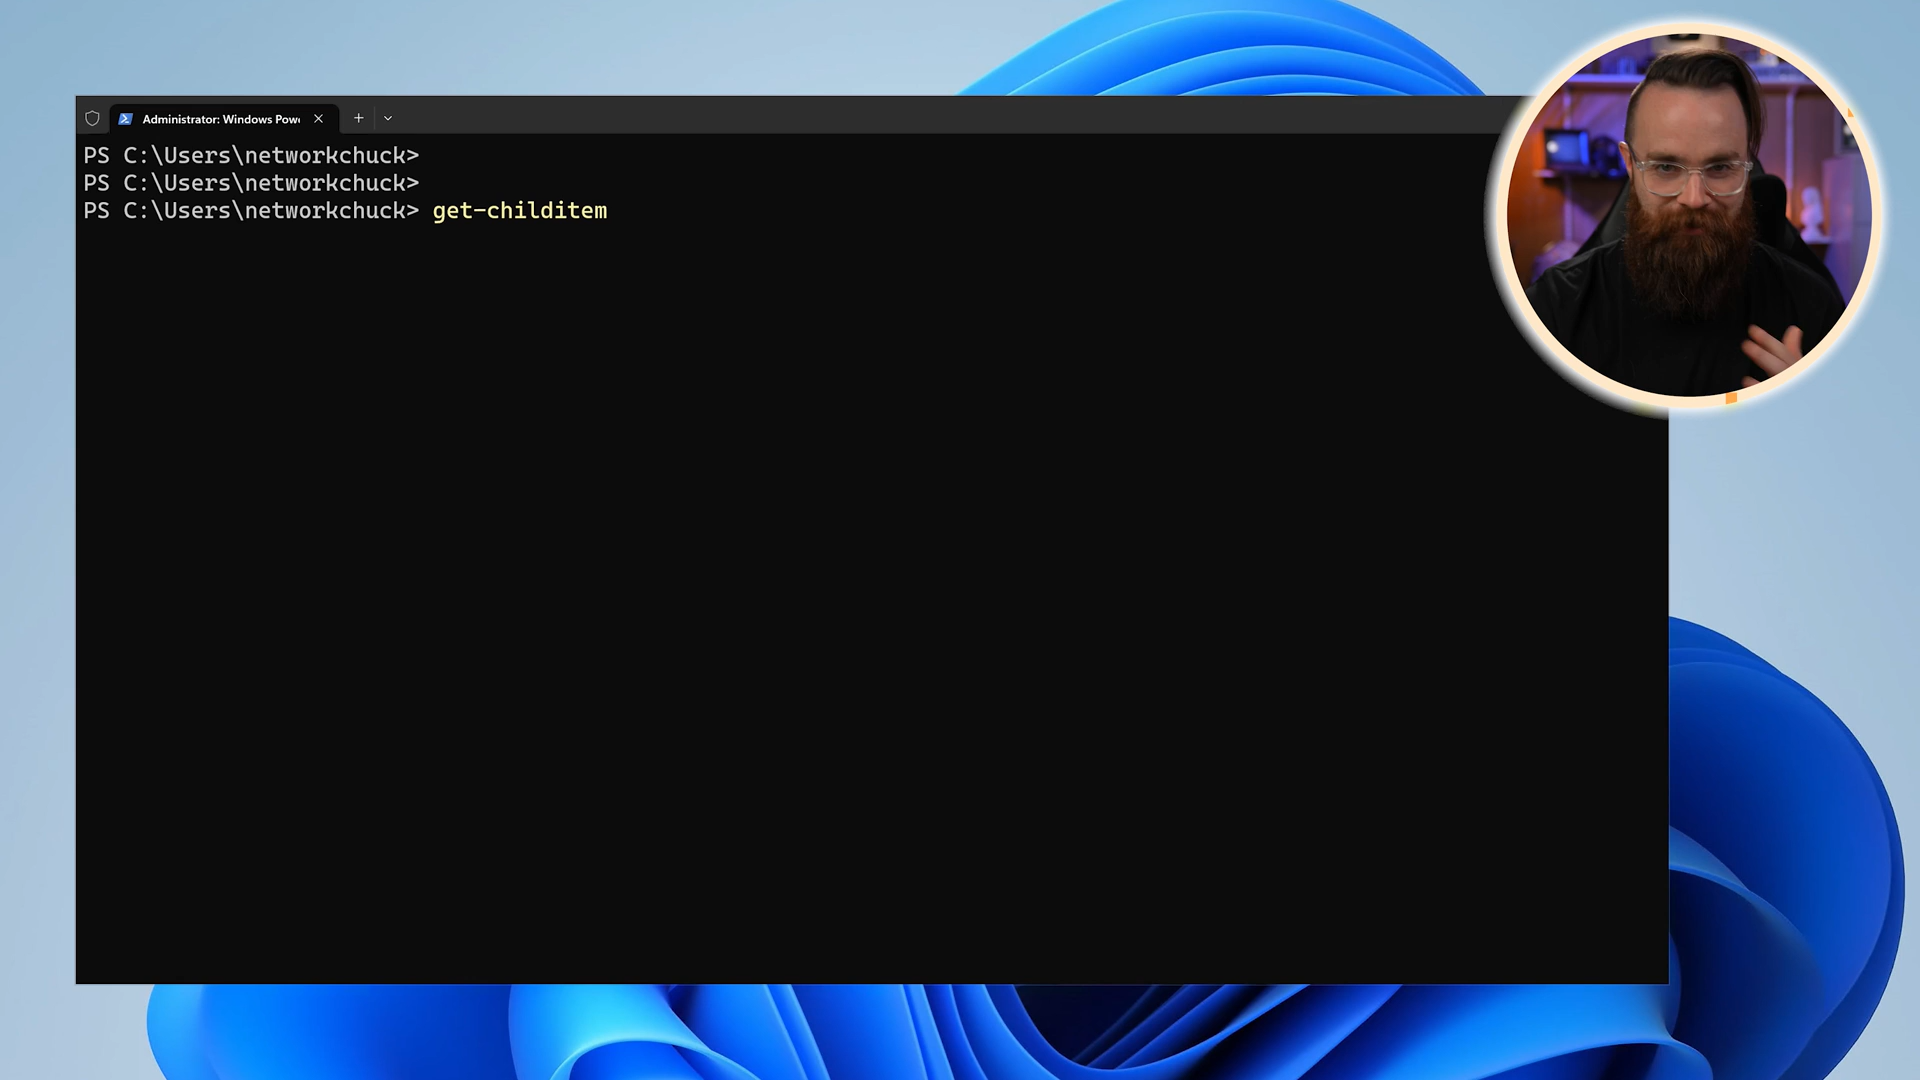 Administrator: Windows Pow
PS C:\Users\networkchuck>
PS C:\Users\networkchuck>
PS C:\Users\networkchuck> get-childitem